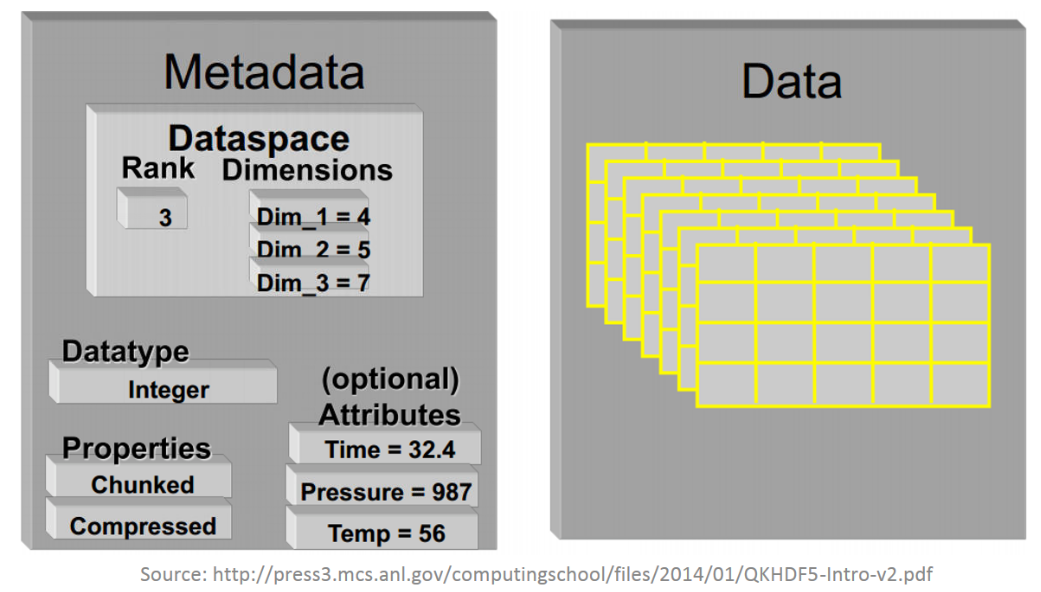 Metadata
Dataspace
Rank
Dimensions
3
Dim_1 = 4
Dim_2 = 5
Dim_3 = 7
Datatype
Integer
Properties
Chunked
Compressed
(optional)
Attributes
Time = 32.4
Pressure = 987
Temp = 56
Data
Source: http://press3.mcs.anl.gov/computingschool/files/2014/01/QKHDF5-Intro-v2.pdf